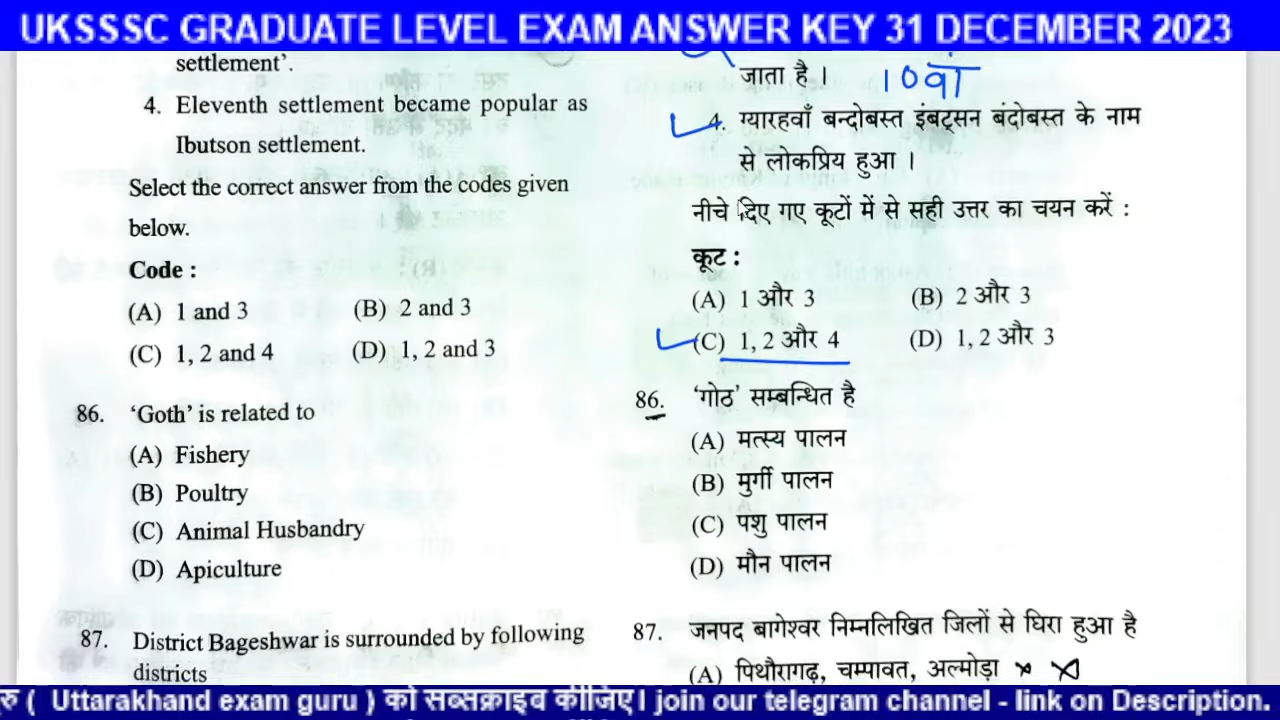 UKSSSC GRADUATE LEVEL EXAM ANSWER KEY 31 DECEMBER 2023
settlement'.
4. Eleventh settlement became popular as
Ibutson settlement.
Select the correct answer from the codes given
below.
Code :
(A) 1 and 3 (B) 2 and 3
(C) 1, 2 and 4 (D) 1, 2 and 3
86. 'Goth' is related to
(A) Fishery
(B) Poultry
(C) Animal Husbandry
(D) Apiculture
87. District Bageshwar is surrounded by following
districts
जाता है । 10वां
4. ग्यारहवाँ बन्दोबस्त इंबट्सन बंदोबस्त के नाम
से लोकप्रिय हुआ ।
नीचे दिए गए कूटों में से सही उत्तर का चयन करें :
कूट :
(A) 1 और 3 (B) 2 और 3
(C) 1, 2 और 4 (D) 1, 2 और 3
86. 'गोठ' सम्बन्धित है
(A) मत्स्य पालन
(B) मुर्गी पालन
(C) पशु पालन
(D) मौन पालन
87. जनपद बागेश्वर निम्नलिखित जिलों से घिरा हुआ है
(A) पिथौरागढ़, चम्पावत, अल्मोड़ा
रु ( Uttarakhand exam guru ) को सब्सक्राइब कीजिए। join our telegram channel - link on Description.